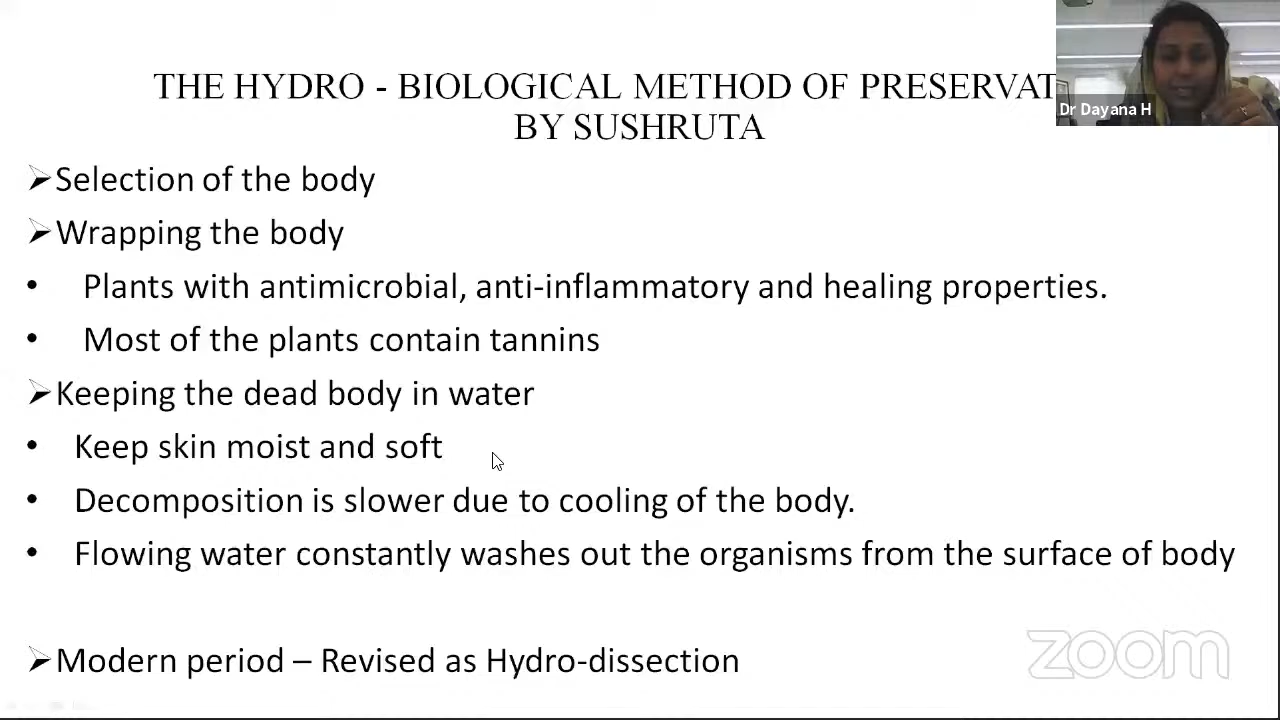 THE HYDRO - BIOLOGICAL METHOD OF PRESERVAT
BY SUSHRUTA
Dr Dayana H
➢Selection of the body
➢Wrapping the body
• Plants with antimicrobial, anti-inflammatory and healing properties.
• Most of the plants contain tannins
➢Keeping the dead body in water
• Keep skin moist and soft
• Decomposition is slower due to cooling of the body.
• Flowing water constantly washes out the organisms from the surface of body
➢Modern period – Revised as Hydro-dissection
zoom